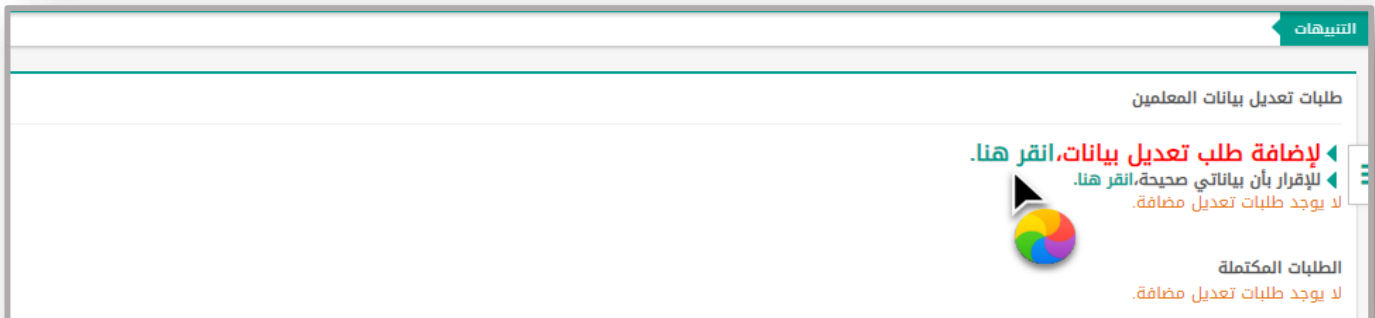 التنبيهات
طلبات تعديل بيانات المعلمين
لإضافة طلب تعديل بيانات،انقر هنا.
للإقرار بأن بياناتي صحيحة،انقر هنا.
لا يوجد طلبات تعديل مضافة.
الطلبات المكتملة
لا يوجد طلبات تعديل مضافة.